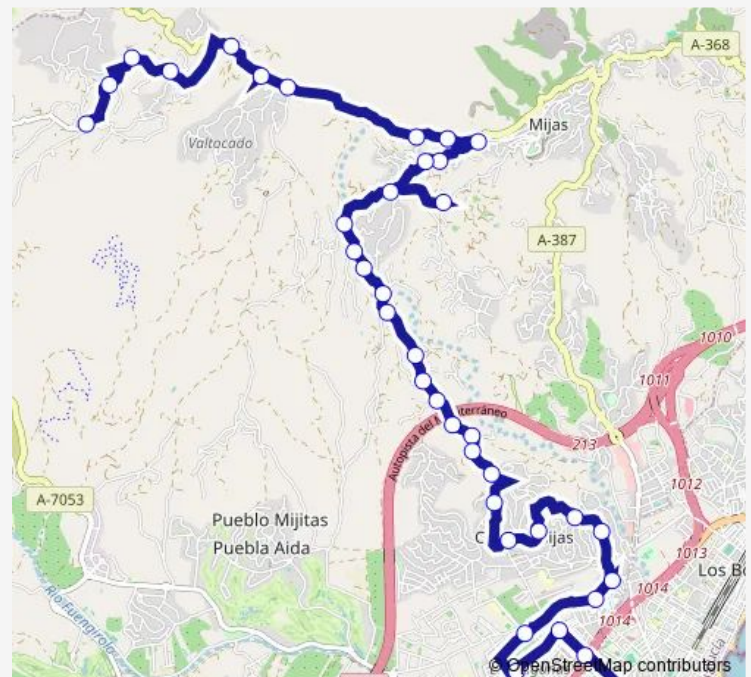 A-368
Mijas
Valtocado
A-387
1010
1011
Autopista del Mediterráneo
213
1012
A-7053
Pueblo Mijitas
Puebla Aida
1013
Los Bo
1014
1014
Río Fuengirola
© OpenStreetMap contributors